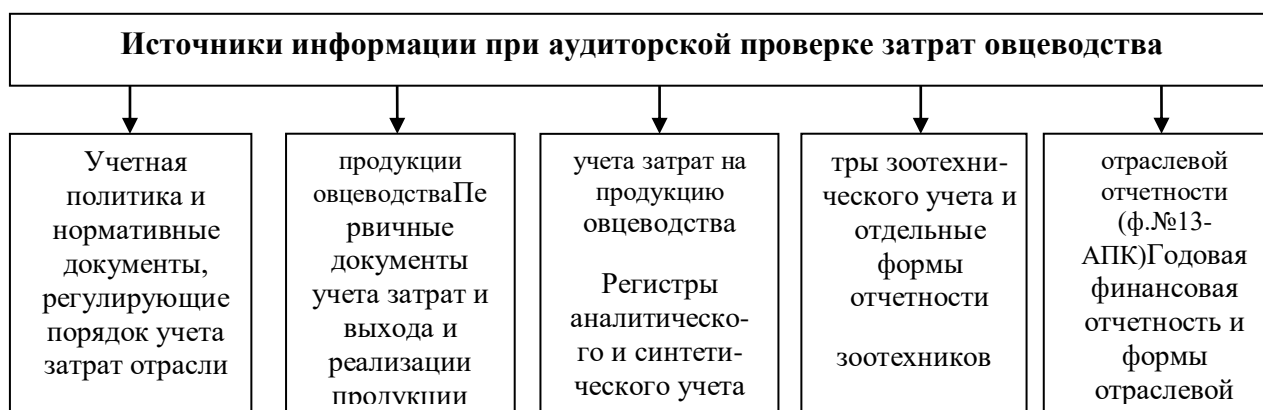 Источники информации при аудиторской проверке затрат овцеводства
Учетная
политика и
нормативные
документы,
регулирующие
порядок учета
затрат отрасли
продукции
овцеводстваПе
рвичные
документы
учета затрат и
выхода и
реализации
продукции
учета затрат на
продукцию
овцеводства
Регистры
аналитическо-
го и синтети-
ческого учета
тры зоотехни-
ческого учета и
отдельные
формы
отчетности
зоотехников
отраслевой
отчетности
(ф.№13-
АПК)Годовая
финансовая
отчетность и
формы
отраслевой